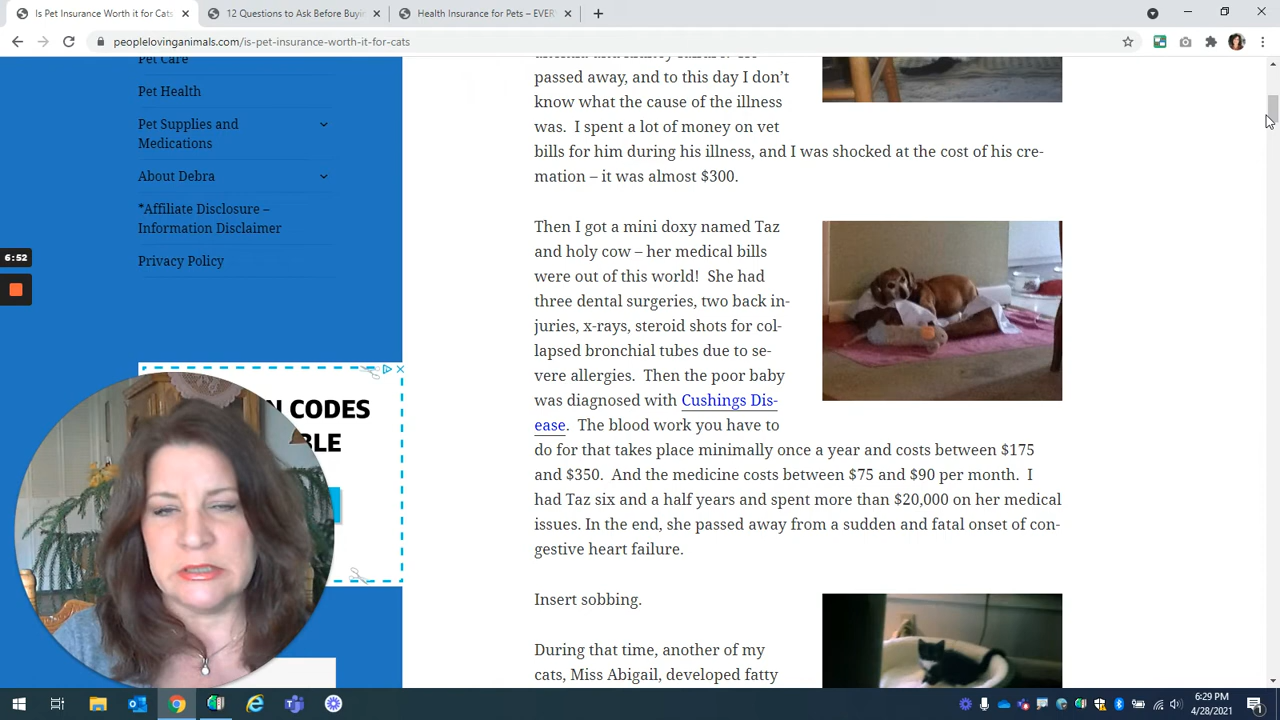 Is Pet Insurance Worth it for Cats
12 Questions to Ask Before Buyi
Health Insurance for Pets – EVER
peoplelovinganimals.com/is-pet-insurance-worth-it-for-cats
Pet Care
Pet Health
Pet Supplies and
Medications
About Debra
*Affiliate Disclosure –
Information Disclaimer
Privacy Policy
6:52
N CODES
BLE
passed away, and to this day I don’t
know what the cause of the illness
was. I spent a lot of money on vet
bills for him during his illness, and I was shocked at the cost of his cre-
mation – it was almost $300.
Then I got a mini doxy named Taz
and holy cow – her medical bills
were out of this world! She had
three dental surgeries, two back in-
juries, x-rays, steroid shots for col-
lapsed bronchial tubes due to se-
vere allergies. Then the poor baby
was diagnosed with Cushings Dis-
ease. The blood work you have to
do for that takes place minimally once a year and costs between $175
and $350. And the medicine costs between $75 and $90 per month. I
had Taz six and a half years and spent more than $20,000 on her medical
issues. In the end, she passed away from a sudden and fatal onset of con-
gestive heart failure.
Insert sobbing.
During that time, another of my
cats, Miss Abigail, developed fatty
6:29 PM
4/28/2021